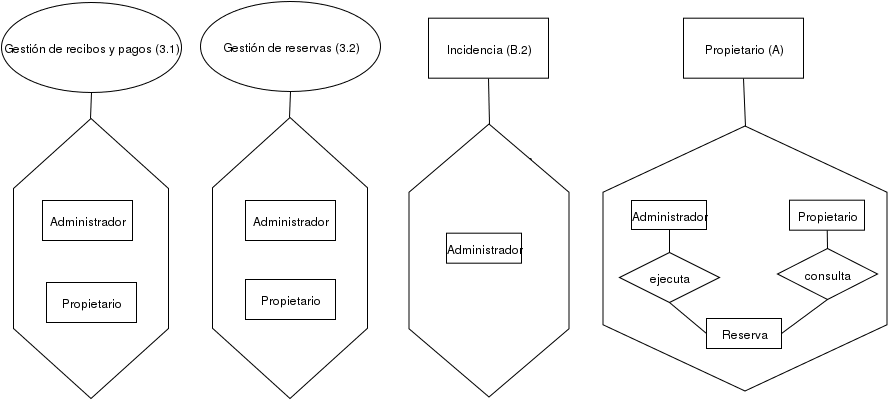 Gestión de recibos y pagos (3.1)
Gestión de reservas (3.2)
Incidencia (B.2)
Propietario (A)
Administrador
Propietario
Administrador
Propietario
Administrador
Administrador
Propietario
ejecuta
consulta
Reserva